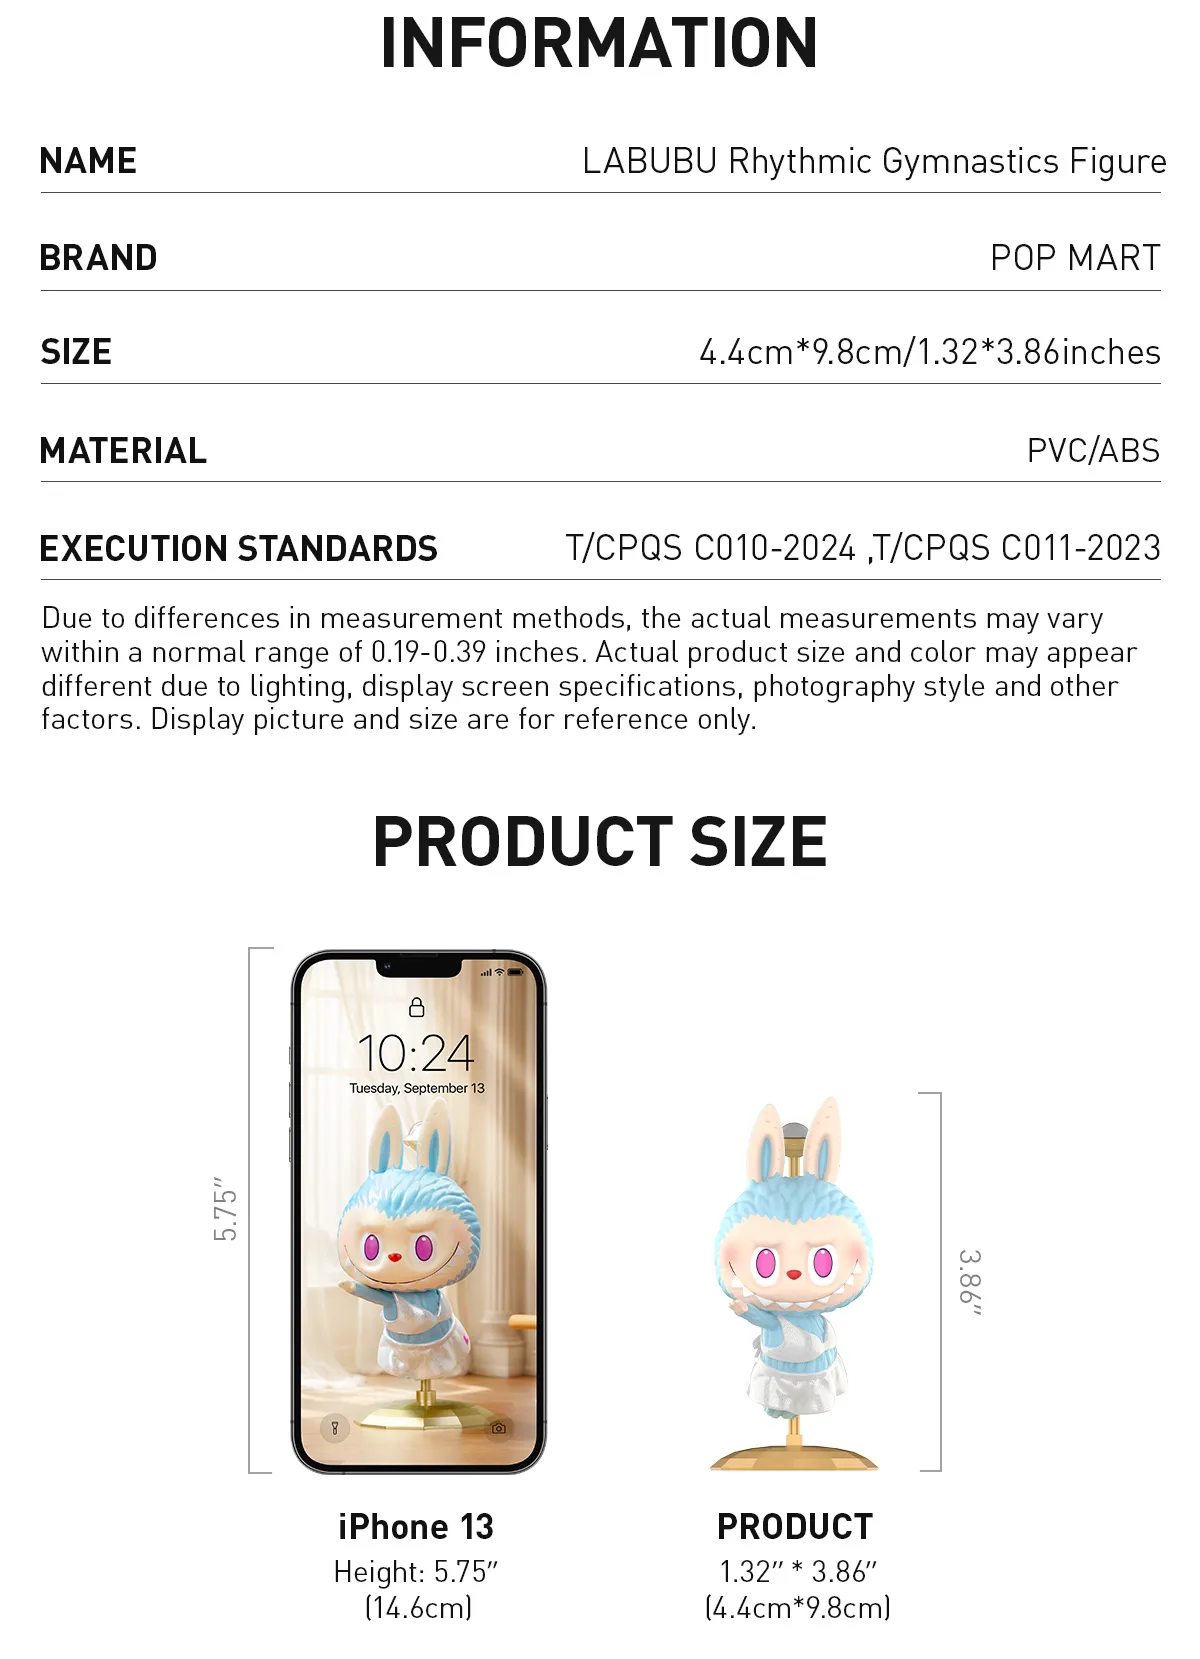 INFORMATION
NAME LABUBU Rhythmic Gymnastics Figure
BRAND POP MART
SIZE 4.4cm*9.8cm/1.32*3.86inches
MATERIAL PVC/ABS
EXECUTION STANDARDS T/CPQS C010-2024 ,T/CPQS C011-2023
Due to differences in measurement methods, the actual measurements may vary
within a normal range of 0.19-0.39 inches. Actual product size and color may appear
different due to lighting, display screen specifications, photography style and other
factors. Display picture and size are for reference only.
PRODUCT SIZE
10:24
Tuesday, September 13
5.75”
3.86”
iPhone 13
Height: 5.75”
(14.6cm)
PRODUCT
1.32” * 3.86”
(4.4cm*9.8cm)